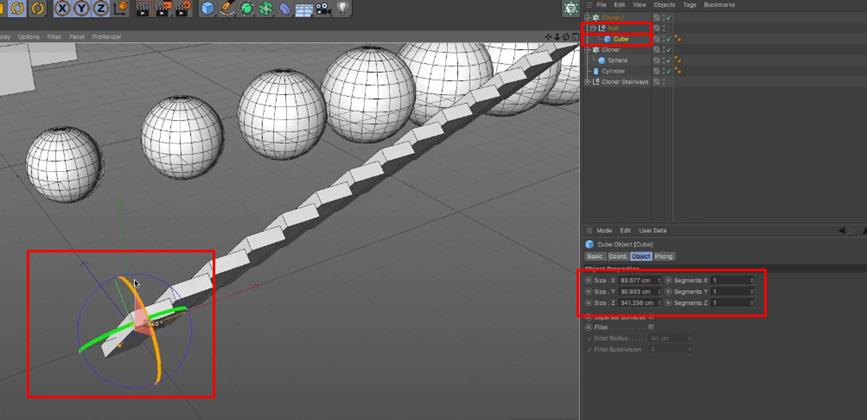 File Edit View Objects Tags Bookmarks
X Y Z
play Options Filter Panel ProRender
Cloner.1
Null
Cube
Cloner
Sphere
Cylinder
Cloner Stairways
Mode Edit User Data
Cube Object [Cube]
Basic Coord. Object Phong
Object Properties
Size . X 83.677 cm Segments X 1
Size . Y 30.933 cm Segments Y 1
Size . Z 341.236 cm Segments Z 1
Separate Surfaces
Fillet
Fillet Radius 40 cm
Fillet Subdivision 5